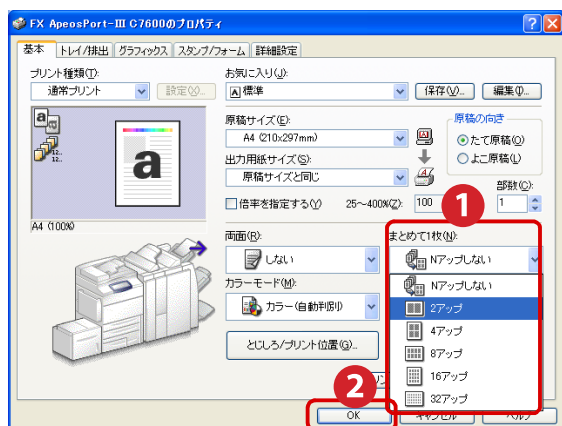 FX ApeosPort-III C7600のプロパティ
基本 トレイ/排出 グラフィックス スタンプ/フォーム 詳細設定
プリント種類(T):
通常プリント
設定(X)...
お気に入り(J):
標準
保存(V)...
編集(I)...
原稿サイズ(E):
A4 (210x297mm)
原稿の向き
たて原稿(O)
よこ原稿(L)
出力用紙サイズ(S):
原稿サイズと同じ
倍率を指定する(Y)
25～400%(Z):
100
部数(C):
1
A4 (100%)
1
両面(R):
しない
まとめて1枚(N):
Nアップしない
カラーモード(M):
カラー(自動判別)
Nアップしない
2アップ
4アップ
8アップ
16アップ
32アップ
とじしろ/プリント位置(G)...
2
OK
キャンセル
ヘルプ